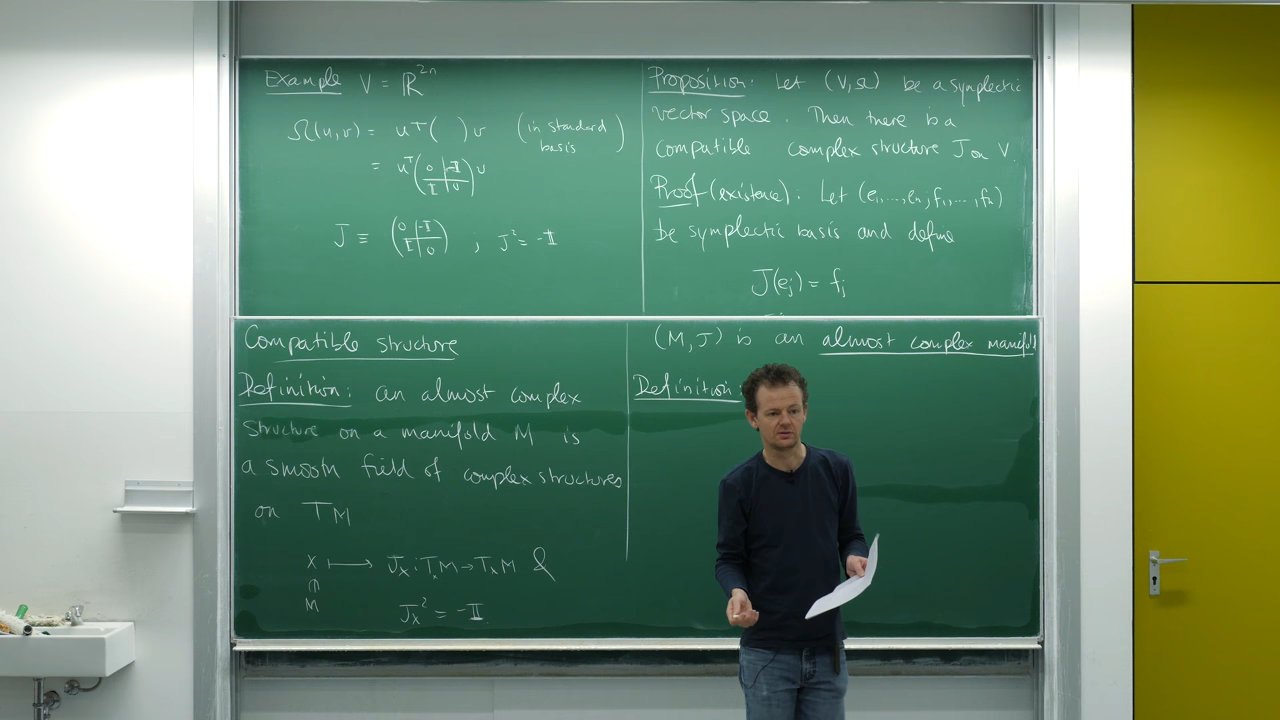 Example V = ℝ²ⁿ
Ω(u,v) = uᵀ( )v (in standard basis)
= uᵀ(0 | -𝕀 / 𝕀 | 0)v
J ≡ (0 | -𝕀 / 𝕀 | 0) ; J² = -𝕀
Proposition: Let (V,Ω) be a symplectic
vector space. Then there is a
compatible complex structure J on V.
Proof (existence): Let (e₁,…,eₙ,f₁,…,fₙ)
be symplectic basis and define
J(eⱼ) = fⱼ
Compatible structure
Definition: an almost complex
structure on a manifold M is
a smooth field of complex structures
on TM
x ⟼ Jₓ: TₓM → TₓM &
∈
M Jₓ² = -𝕀
(M, J) is an almost complex manifold
Definition: